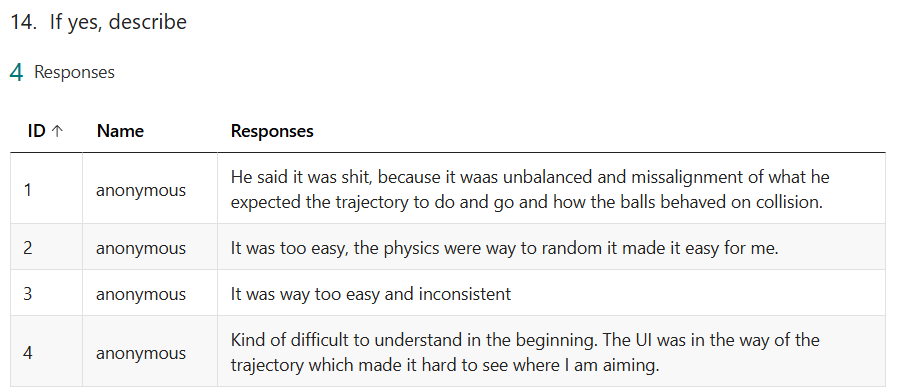 14. If yes, describe
4 Responses
ID↑ Name Responses
1 anonymous He said it was shit, because it waas unbalanced and missalignment of what he
expected the trajectory to do and go and how the balls behaved on collision.
2 anonymous It was too easy, the physics were way to random it made it easy for me.
3 anonymous It was way too easy and inconsistent
4 anonymous Kind of difficult to understand in the beginning. The UI was in the way of the
trajectory which made it hard to see where I am aiming.